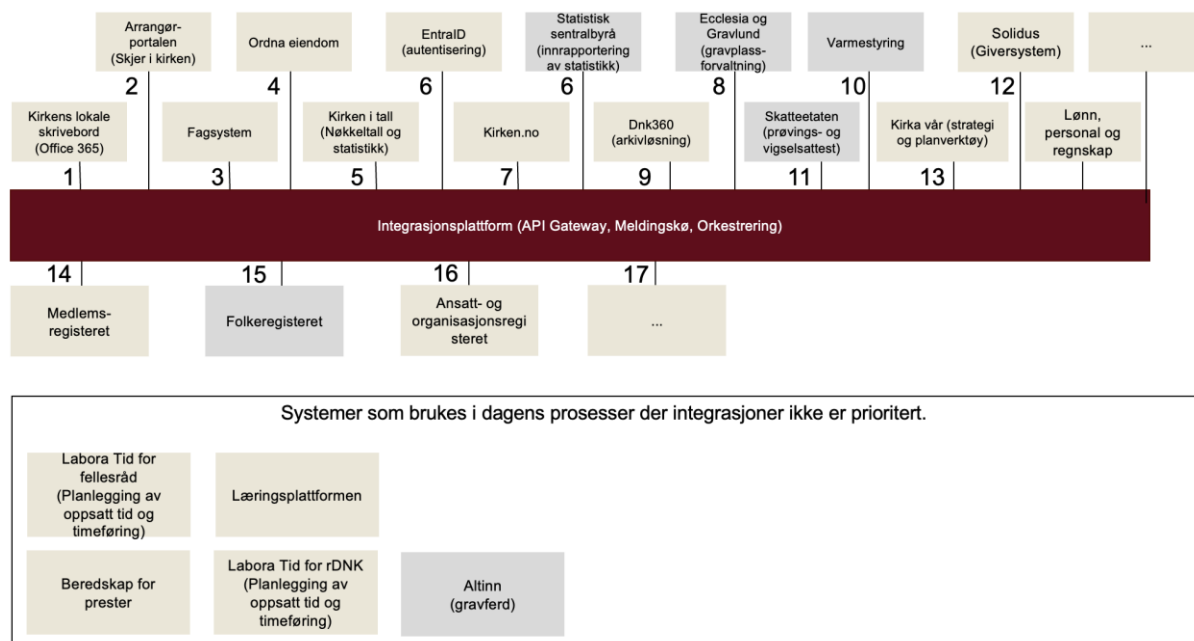 Arrangør-
portalen
(Skjer i kirken)
2
Ordna eiendom
4
EntraID
(autentisering)
6
Statistisk
sentralbyrå
(innrapportering
av statistikk)
6
Ecclesia og
Gravlund
(gravplass-
forvaltning)
8
Varmestyring
10
Solidus
(Giversystem)
12
...
Kirkens lokale
skrivebord
(Office 365)
1
Fagsystem
3
Kirken i tall
(Nøkkeltall og
statistikk)
5
Kirken.no
7
Dnk360
(arkivløsning)
9
Skatteetaten
(prøvings- og
vigselsattest)
11
Kirka vår (strategi
og planverktøy)
13
Lønn,
personal og
regnskap
Integrasjonsplattform (API Gateway, Meldingskø, Orkestrering)
14
Medlems-
registeret
15
Folkeregisteret
16
Ansatt- og
organisasjonsregi
steret
17
...
Systemer som brukes i dagens prosesser der integrasjoner ikke er prioritert.
Labora Tid for
fellesråd
(Planlegging av
oppsatt tid og
timeføring)
Læringsplattformen
Beredskap for
prester
Labora Tid for rDNK
(Planlegging av
oppsatt tid og
timeføring)
Altinn
(gravferd)